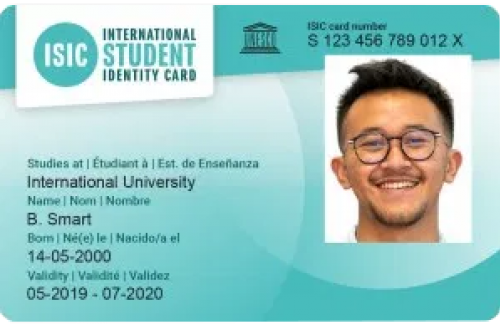 ISIC
INTERNATIONAL
STUDENT
IDENTITY CARD
UNESCO
ISIC card number
S 123 456 789 012 X
Studies at | Étudiant à | Est. de Enseñanza
International University
Name | Nom | Nombre
B. Smart
Born | Né(e) le | Nacido/a el
14-05-2000
Validity | Validité | Validez
05-2019 - 07-2020